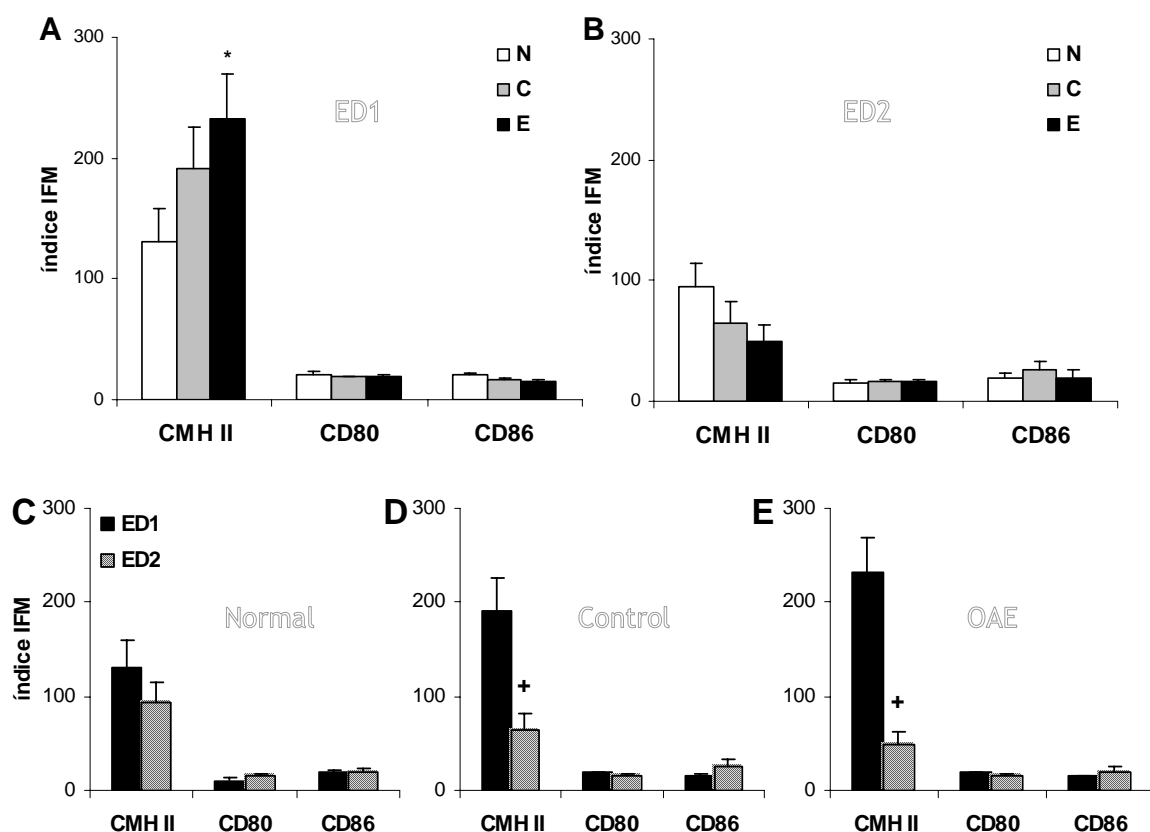 A
300
200
100
0
índice IFM
*
ED1
N
C
E
CMH II
CD80
CD86
B
300
200
100
0
índice IFM
ED2
N
C
E
CMH II
CD80
CD86
C
300
200
100
0
índice IFM
ED1
ED2
Normal
CMH II
CD80
CD86
D
300
200
100
0
+
Control
CMH II
CD80
CD86
E
300
200
100
0
+
OAE
CMH II
CD80
CD86